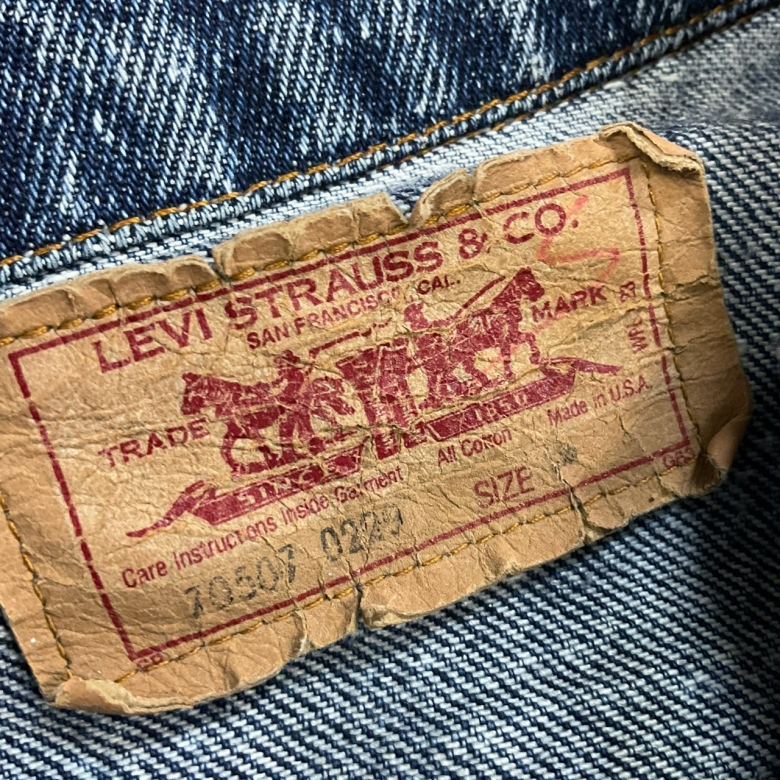 LEVI STRAUSS & CO.
SAN FRANCISCO, CAL.
TRADE MARK
All Cotton Made in U.S.A.
Care Instructions Inside Garment
SIZE
70507 0229